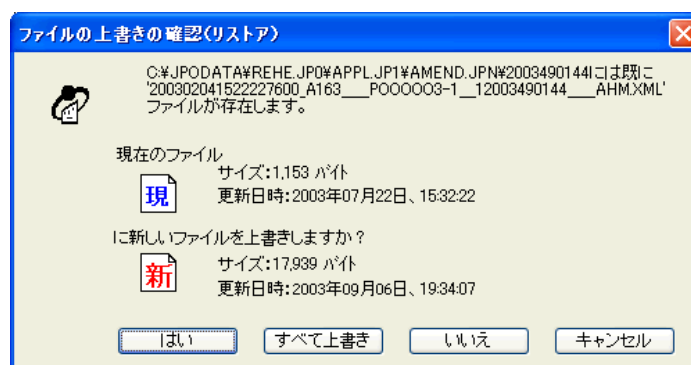 ファイルの上書きの確認(リストア)
C:¥JPODATA¥REHE.JP0¥APPL.JP1¥AMEND.JPN¥2003490144には既に
'200302041522227600_A163___POOOOO3-1__12003490144____AHM.XML'
ファイルが存在します。
現在のファイル
現
サイズ:1,153 バイト
更新日時:2003年07月22日、15:32:22
に新しいファイルを上書きしますか?
新
サイズ:17,939 バイト
更新日時:2003年09月06日、19:34:07
はい すべて上書き いいえ キャンセル